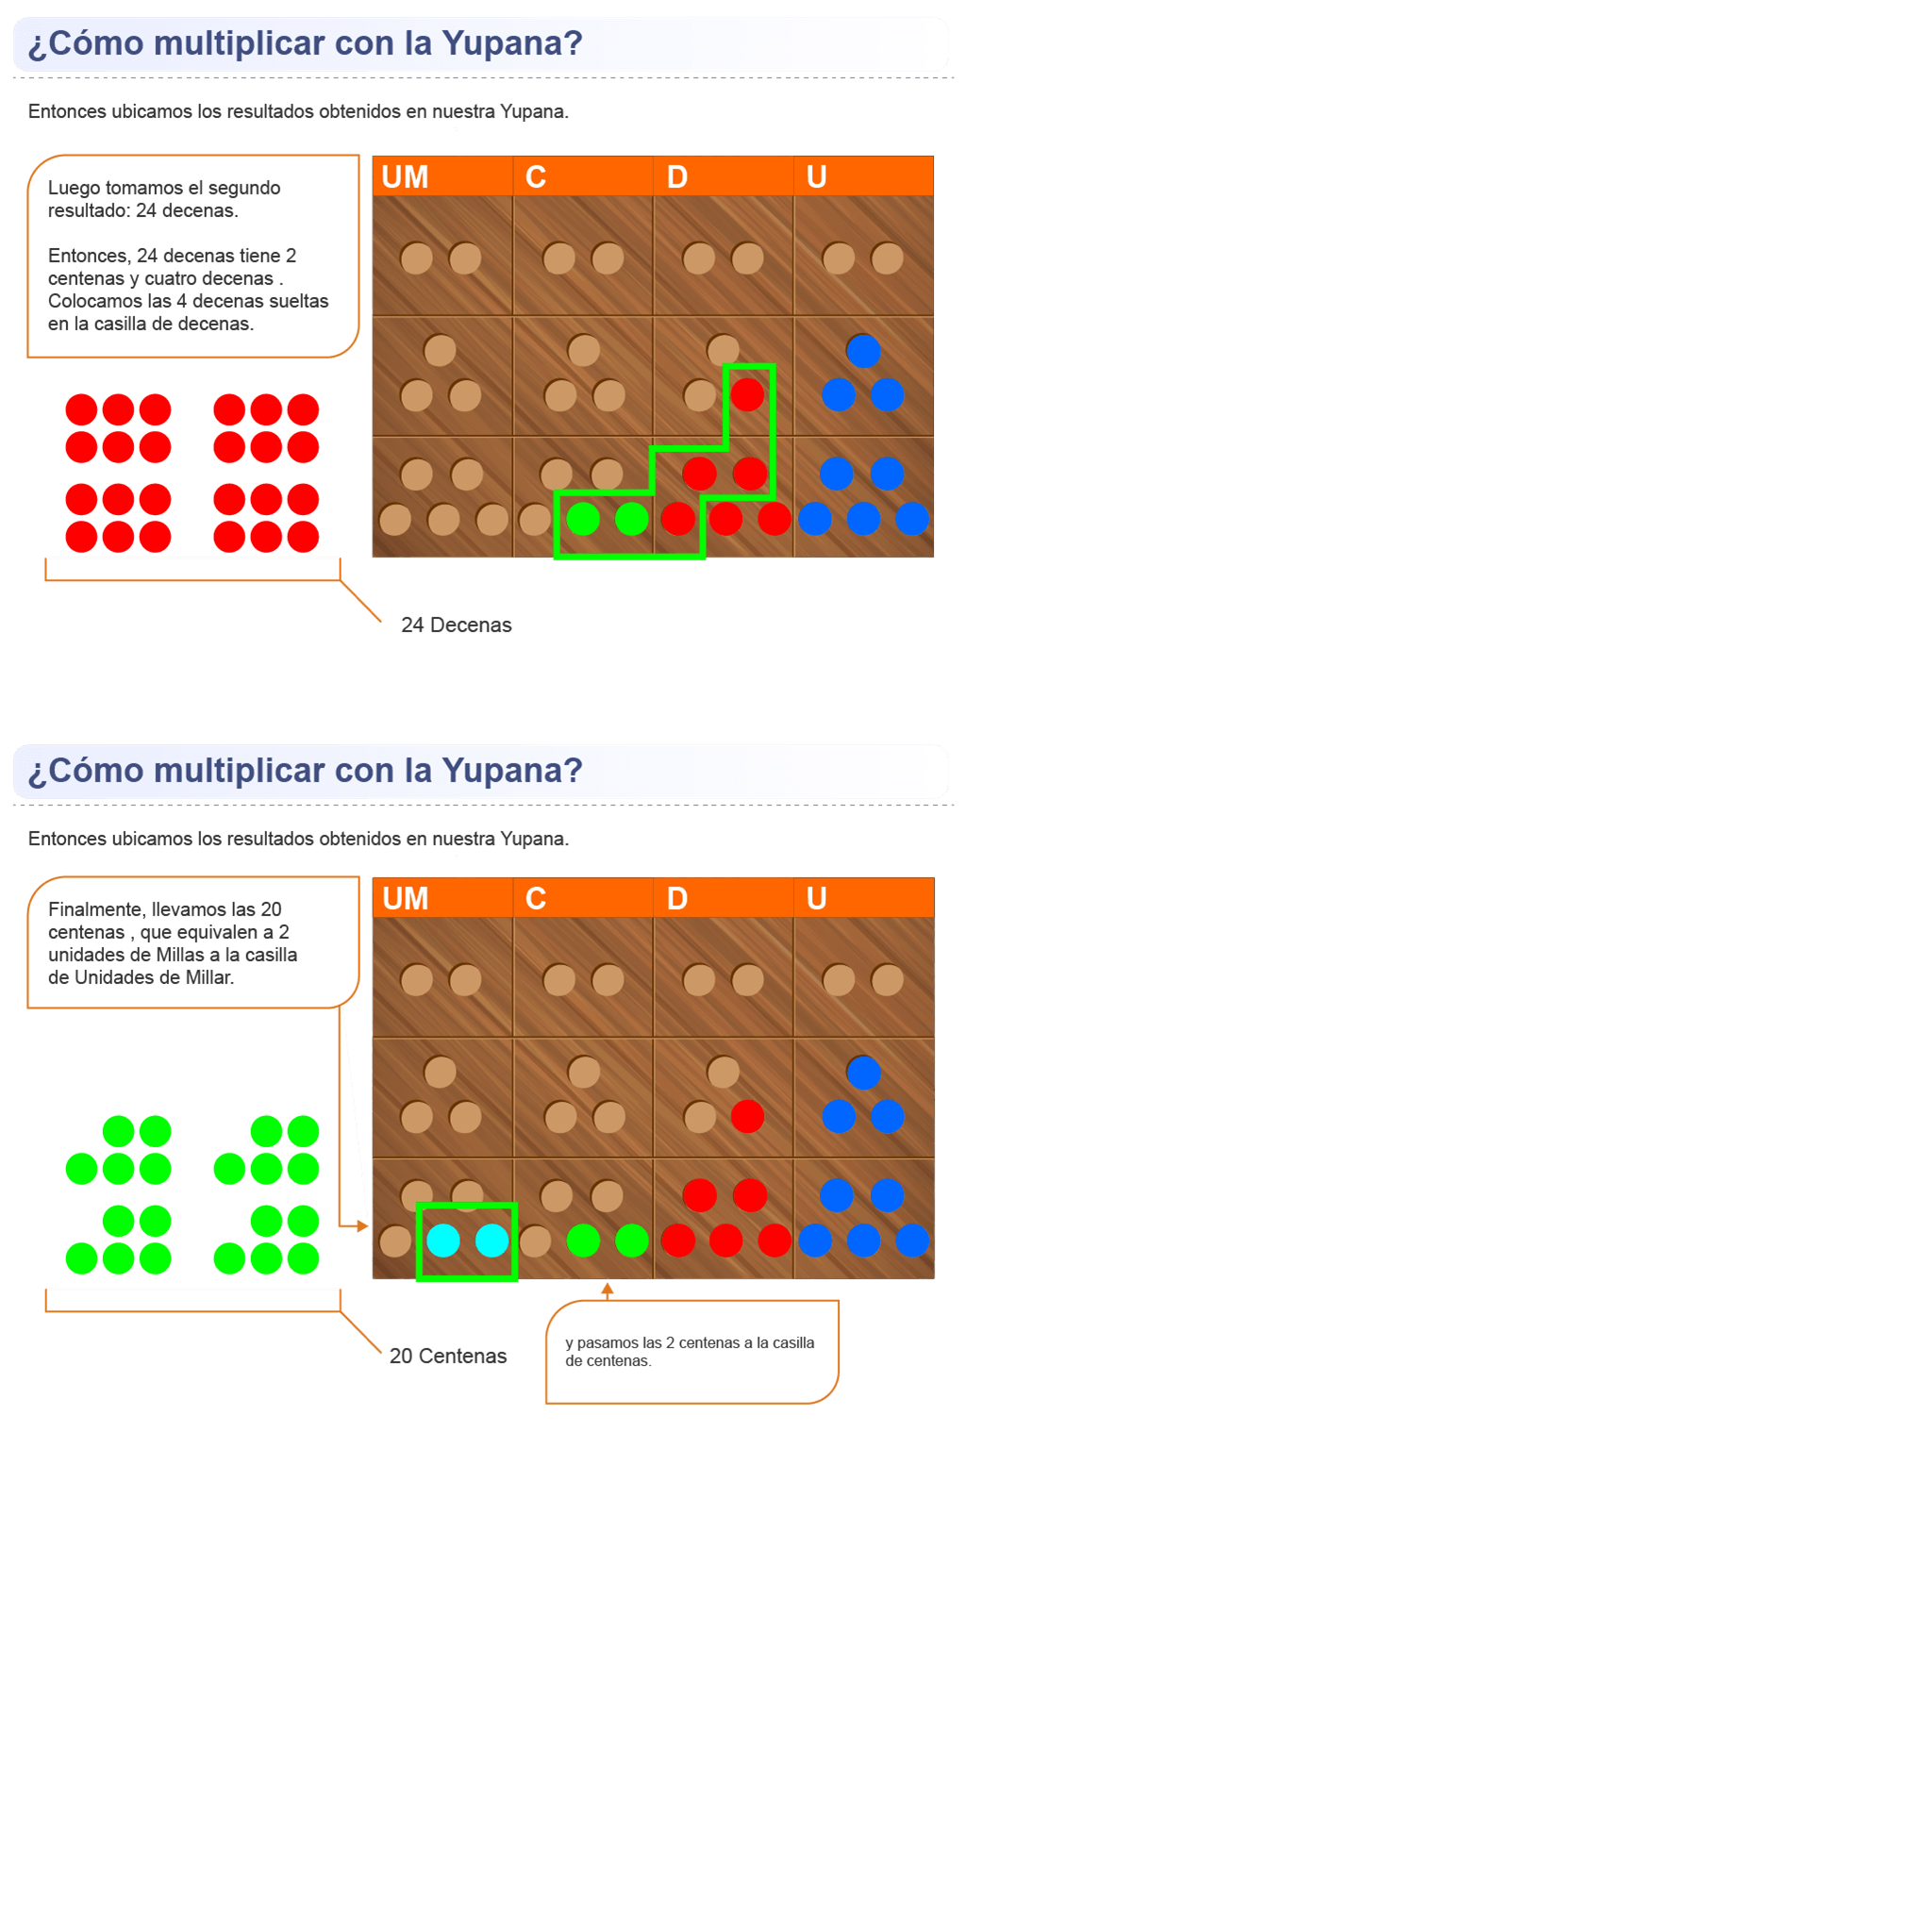 ¿Cómo multiplicar con la Yupana?
Entonces ubicamos los resultados obtenidos en nuestra Yupana.
Luego tomamos el segundo
resultado: 24 decenas.
Entonces, 24 decenas tiene 2
centenas y cuatro decenas .
Colocamos las 4 decenas sueltas
en la casilla de decenas.
UM C D U
24 Decenas
¿Cómo multiplicar con la Yupana?
Entonces ubicamos los resultados obtenidos en nuestra Yupana.
Finalmente, llevamos las 20
centenas , que equivalen a 2
unidades de Millas a la casilla
de Unidades de Millar.
UM C D U
20 Centenas
y pasamos las 2 centenas a la casilla
de centenas.